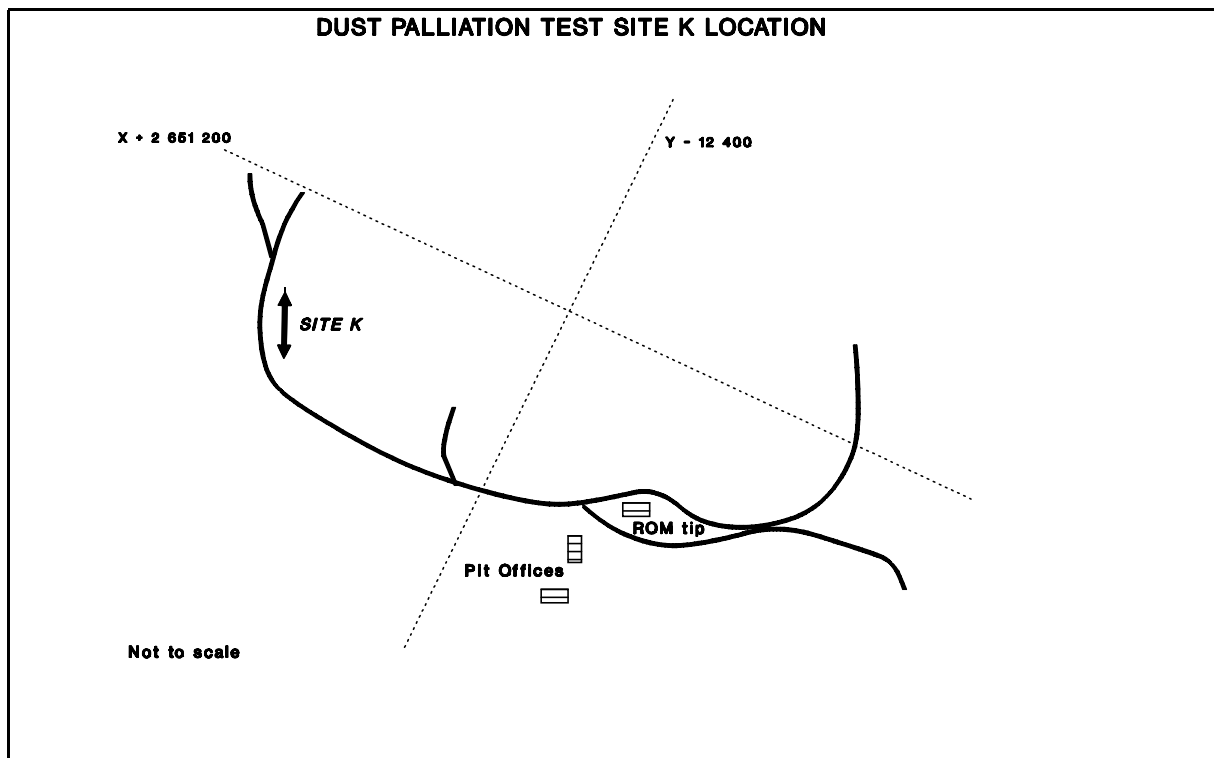 DUST PALLIATION TEST SITE K LOCATION
X + 2 651 200
Y - 12 400
SITE K
ROM tip
Pit Offices
Not to scale